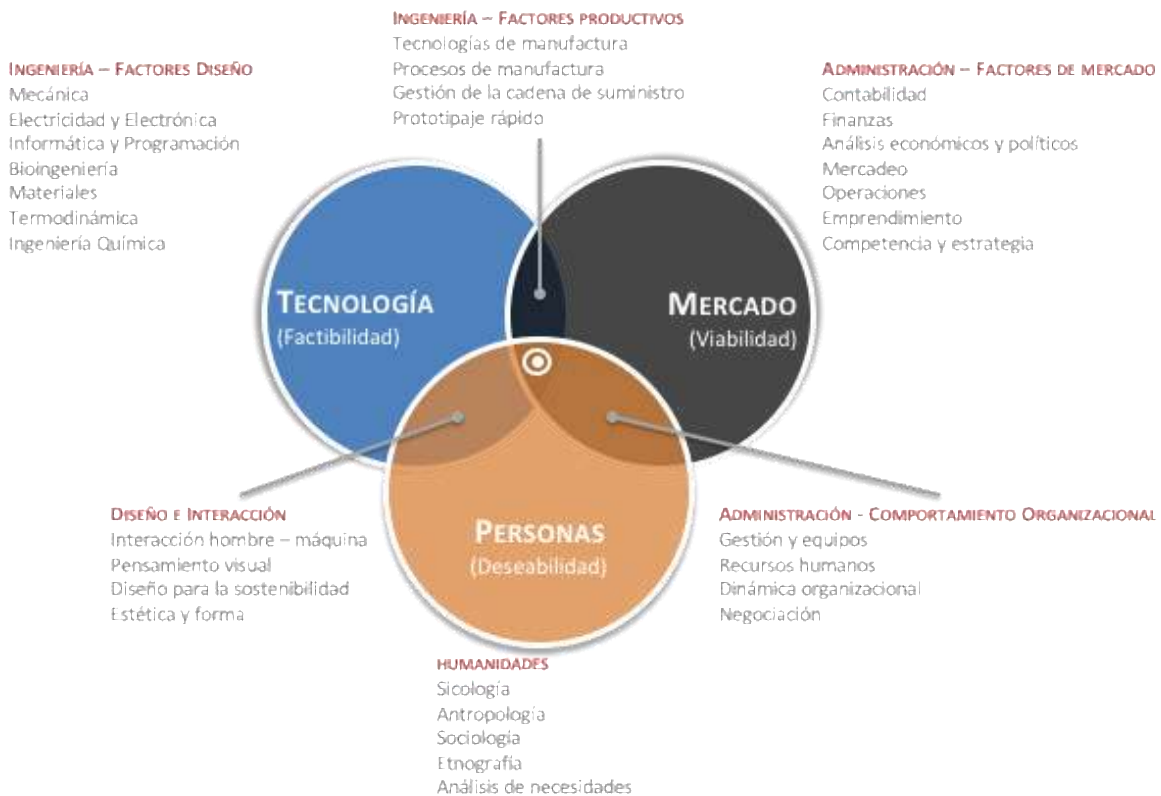 INGENIERÍA – FACTORES PRODUCTIVOS
Tecnologías de manufactura
Procesos de manufactura
Gestión de la cadena de suministro
Prototipaje rápido
INGENIERÍA – FACTORES DISEÑO
Mecánica
Electricidad y Electrónica
Informática y Programación
Bioingeniería
Materiales
Termodinámica
Ingeniería Química
ADMINISTRACIÓN – FACTORES DE MERCADO
Contabilidad
Finanzas
Análisis económicos y políticos
Mercadeo
Operaciones
Emprendimiento
Competencia y estrategia
TECNOLOGÍA
(Factibilidad)
MERCADO
(Viabilidad)
PERSONAS
(Deseabilidad)
DISEÑO E INTERACCIÓN
Interacción hombre – máquina
Pensamiento visual
Diseño para la sostenibilidad
Estética y forma
ADMINISTRACIÓN - COMPORTAMIENTO ORGANIZACIONAL
Gestión y equipos
Recursos humanos
Dinámica organizacional
Negociación
HUMANIDADES
Sicología
Antropología
Sociología
Etnografía
Análisis de necesidades